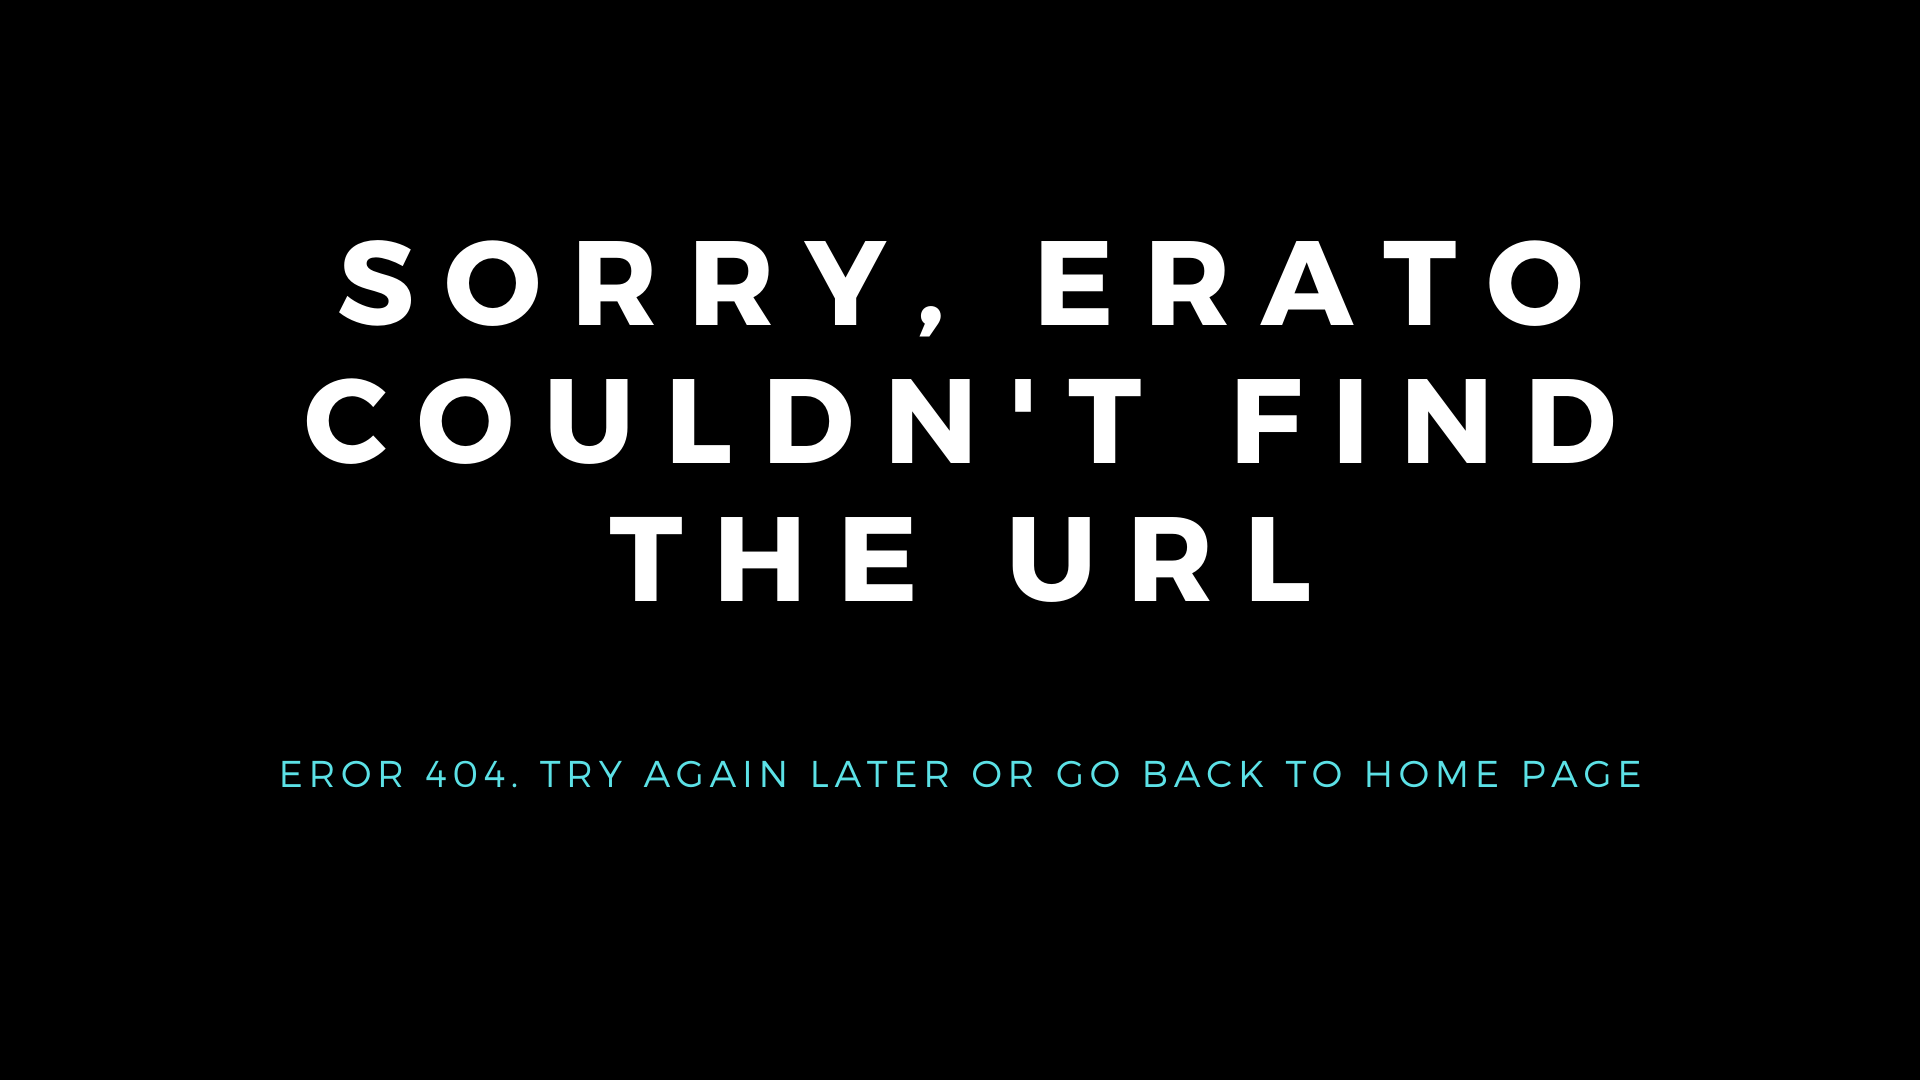 SORRY, ERATO
COULDN'T FIND
THE URL
EROR 404. TRY AGAIN LATER OR GO BACK TO HOME PAGE